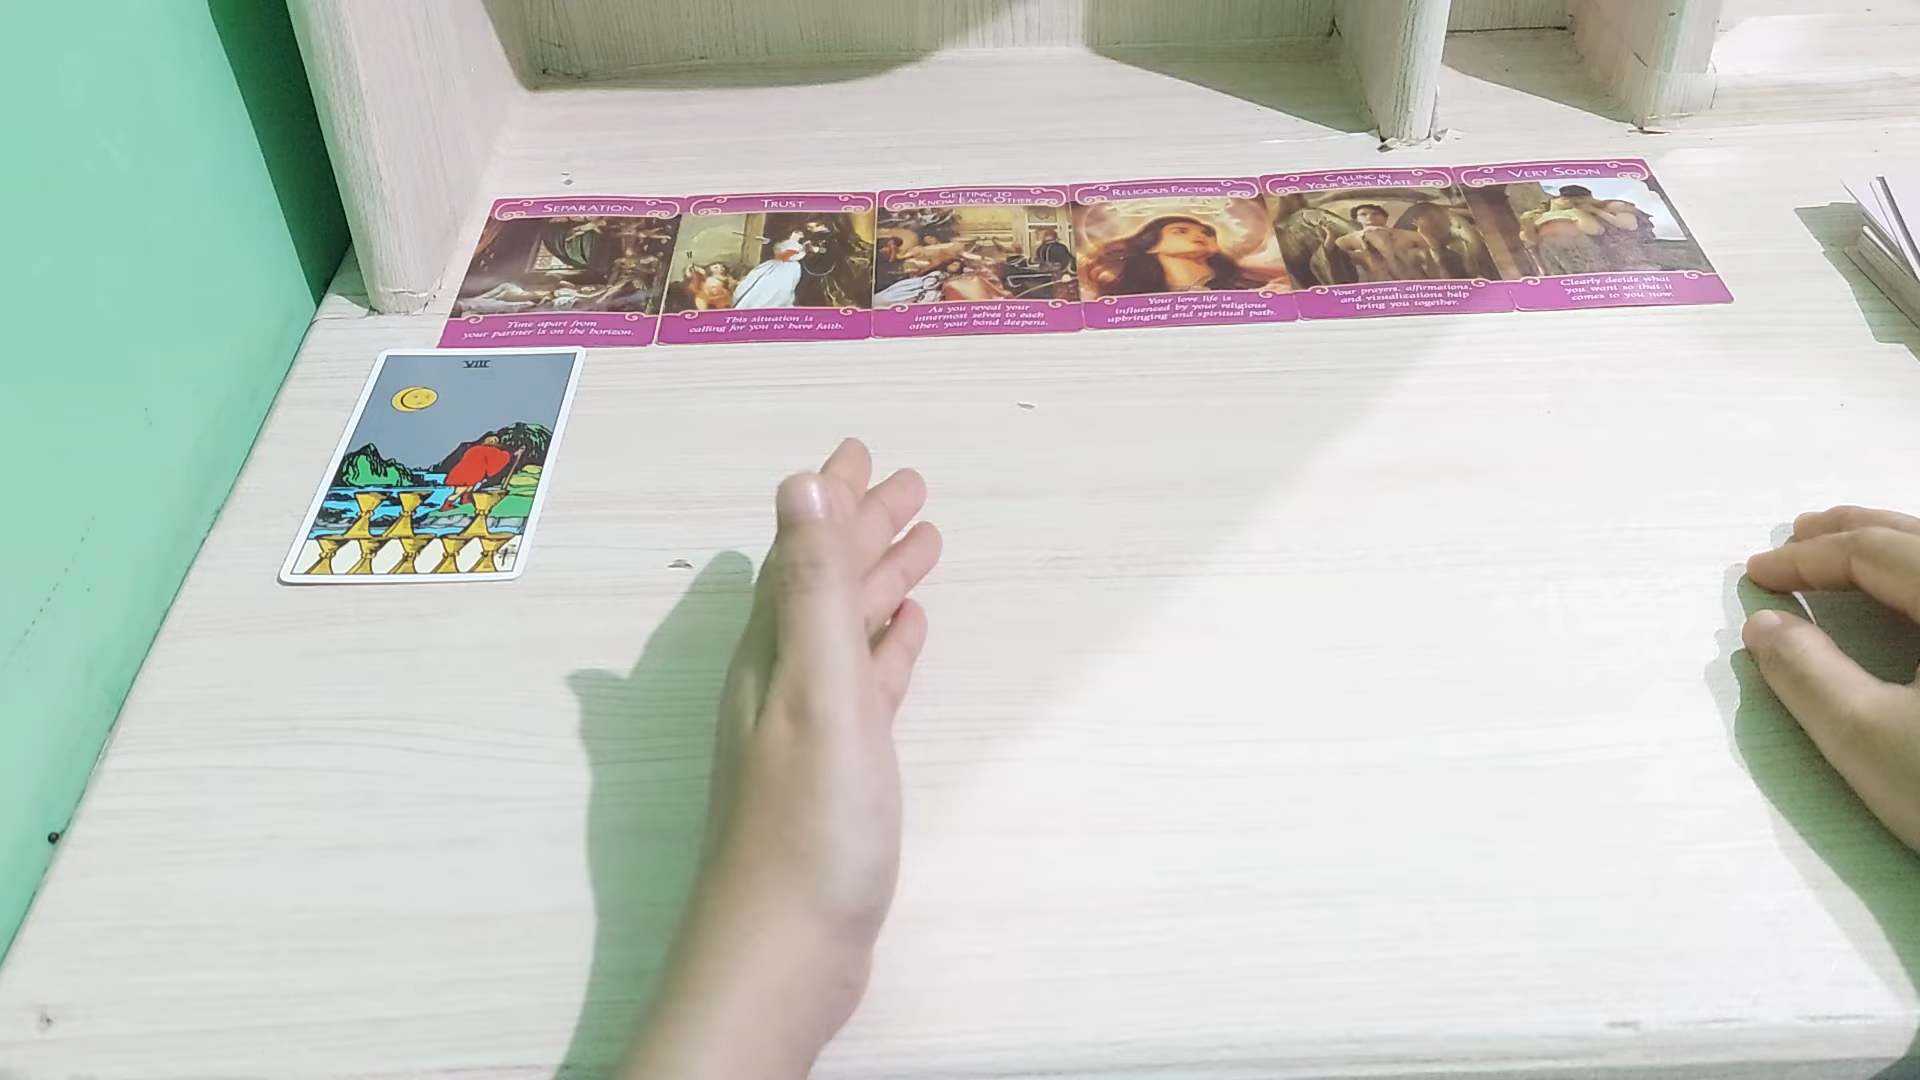 SEPARATION
Time apart from
your partner is on the horizon.
TRUST
This situation is
calling for you to have faith.
GETTING TO
KNOW EACH OTHER
As you reveal your
innermost selves to each
other, your bond deepens.
RELIGIOUS FACTORS
Your love life is
influenced by your religious
upbringing and spiritual path.
CALLING IN
YOUR SOUL MATE
Your prayers, affirmations,
and visualizations help
bring you together.
VERY SOON
Clearly decide what
you want so that it
comes to you now.
VIII